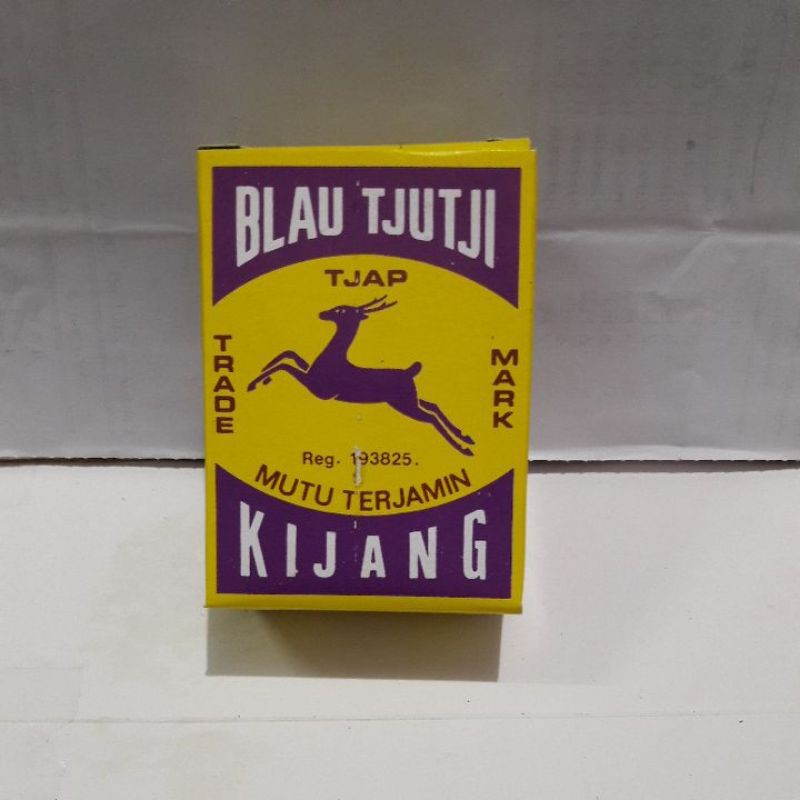 BLAU TJUTJI
TJAP
TRADE
MARK
Reg. 193825.
MUTU TERJAMIN
KIJANG